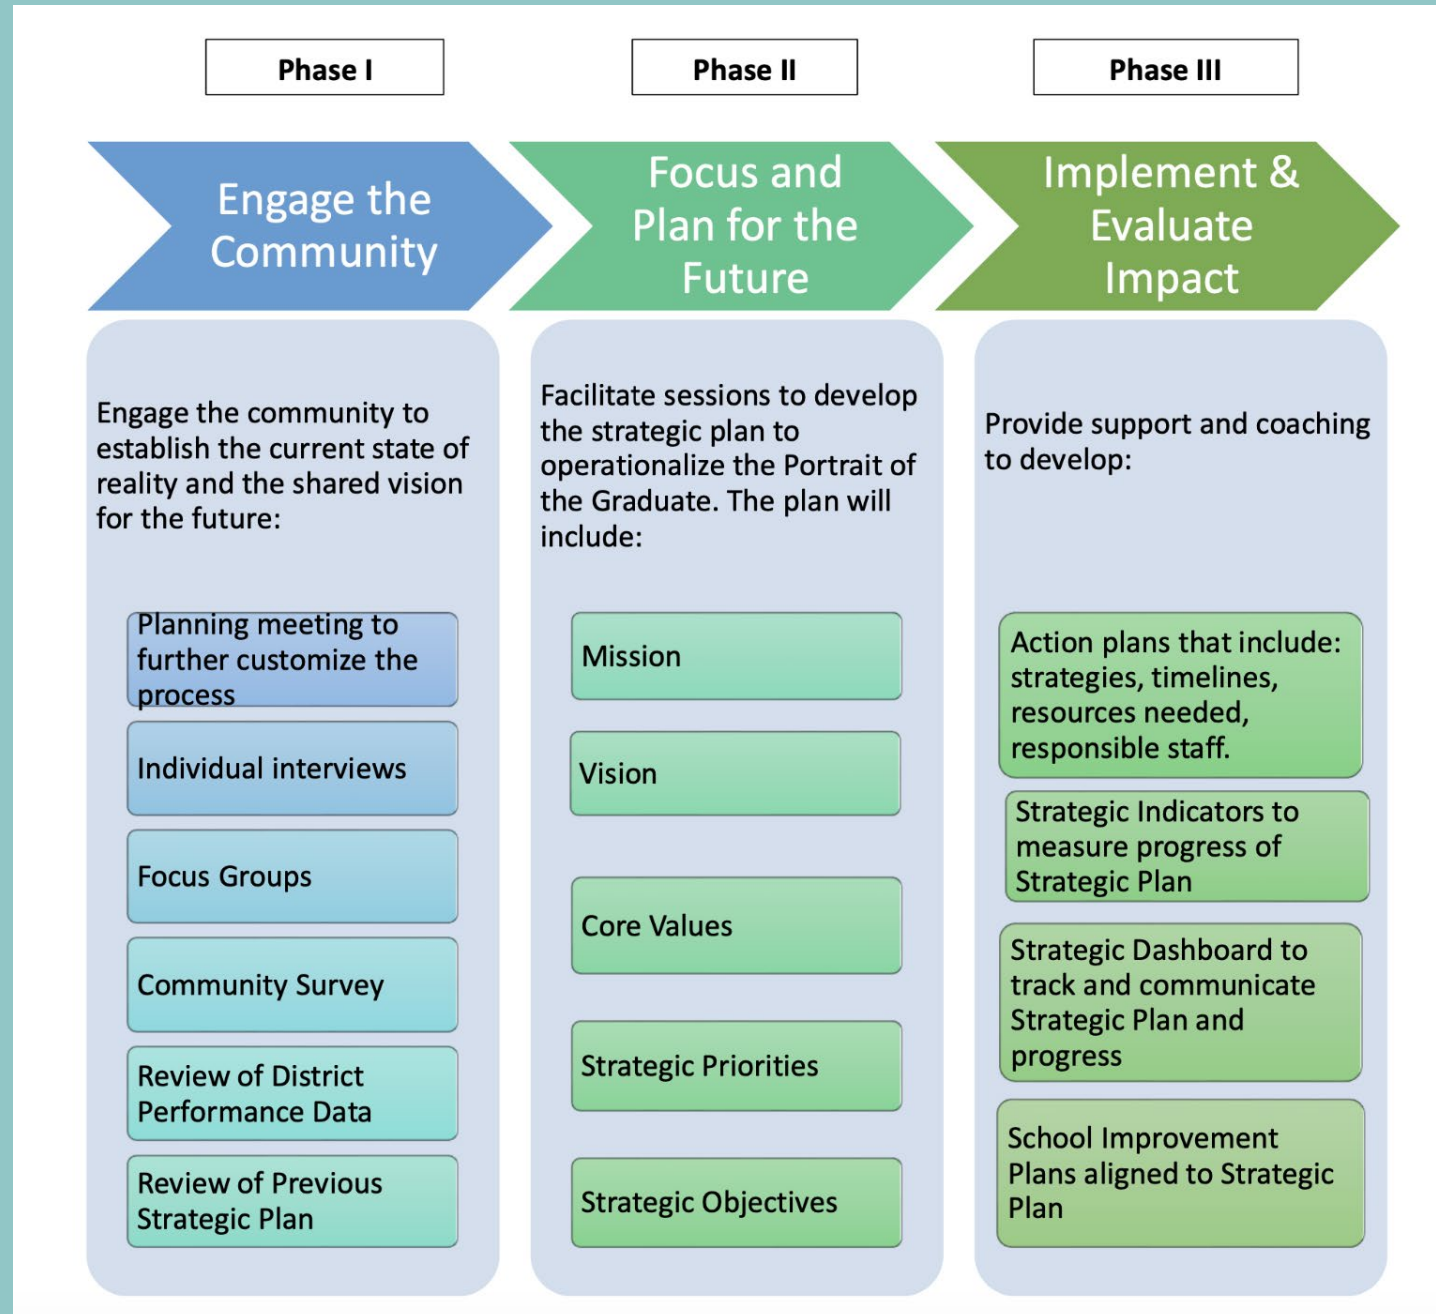 Phase I
Phase II
Phase III
Engage the
Community
Focus and
Plan for the
Future
Implement &
Evaluate
Impact
Engage the community to
establish the current state of
reality and the shared vision
for the future:
Planning meeting to
further customize the
process
Individual interviews
Focus Groups
Community Survey
Review of District
Performance Data
Review of Previous
Strategic Plan
Facilitate sessions to develop
the strategic plan to
operationalize the Portrait of
the Graduate. The plan will
include:
Mission
Vision
Core Values
Strategic Priorities
Strategic Objectives
Provide support and coaching
to develop:
Action plans that include:
strategies, timelines,
resources needed,
responsible staff.
Strategic Indicators to
measure progress of
Strategic Plan
Strategic Dashboard to
track and communicate
Strategic Plan and
progress
School Improvement
Plans aligned to Strategic
Plan